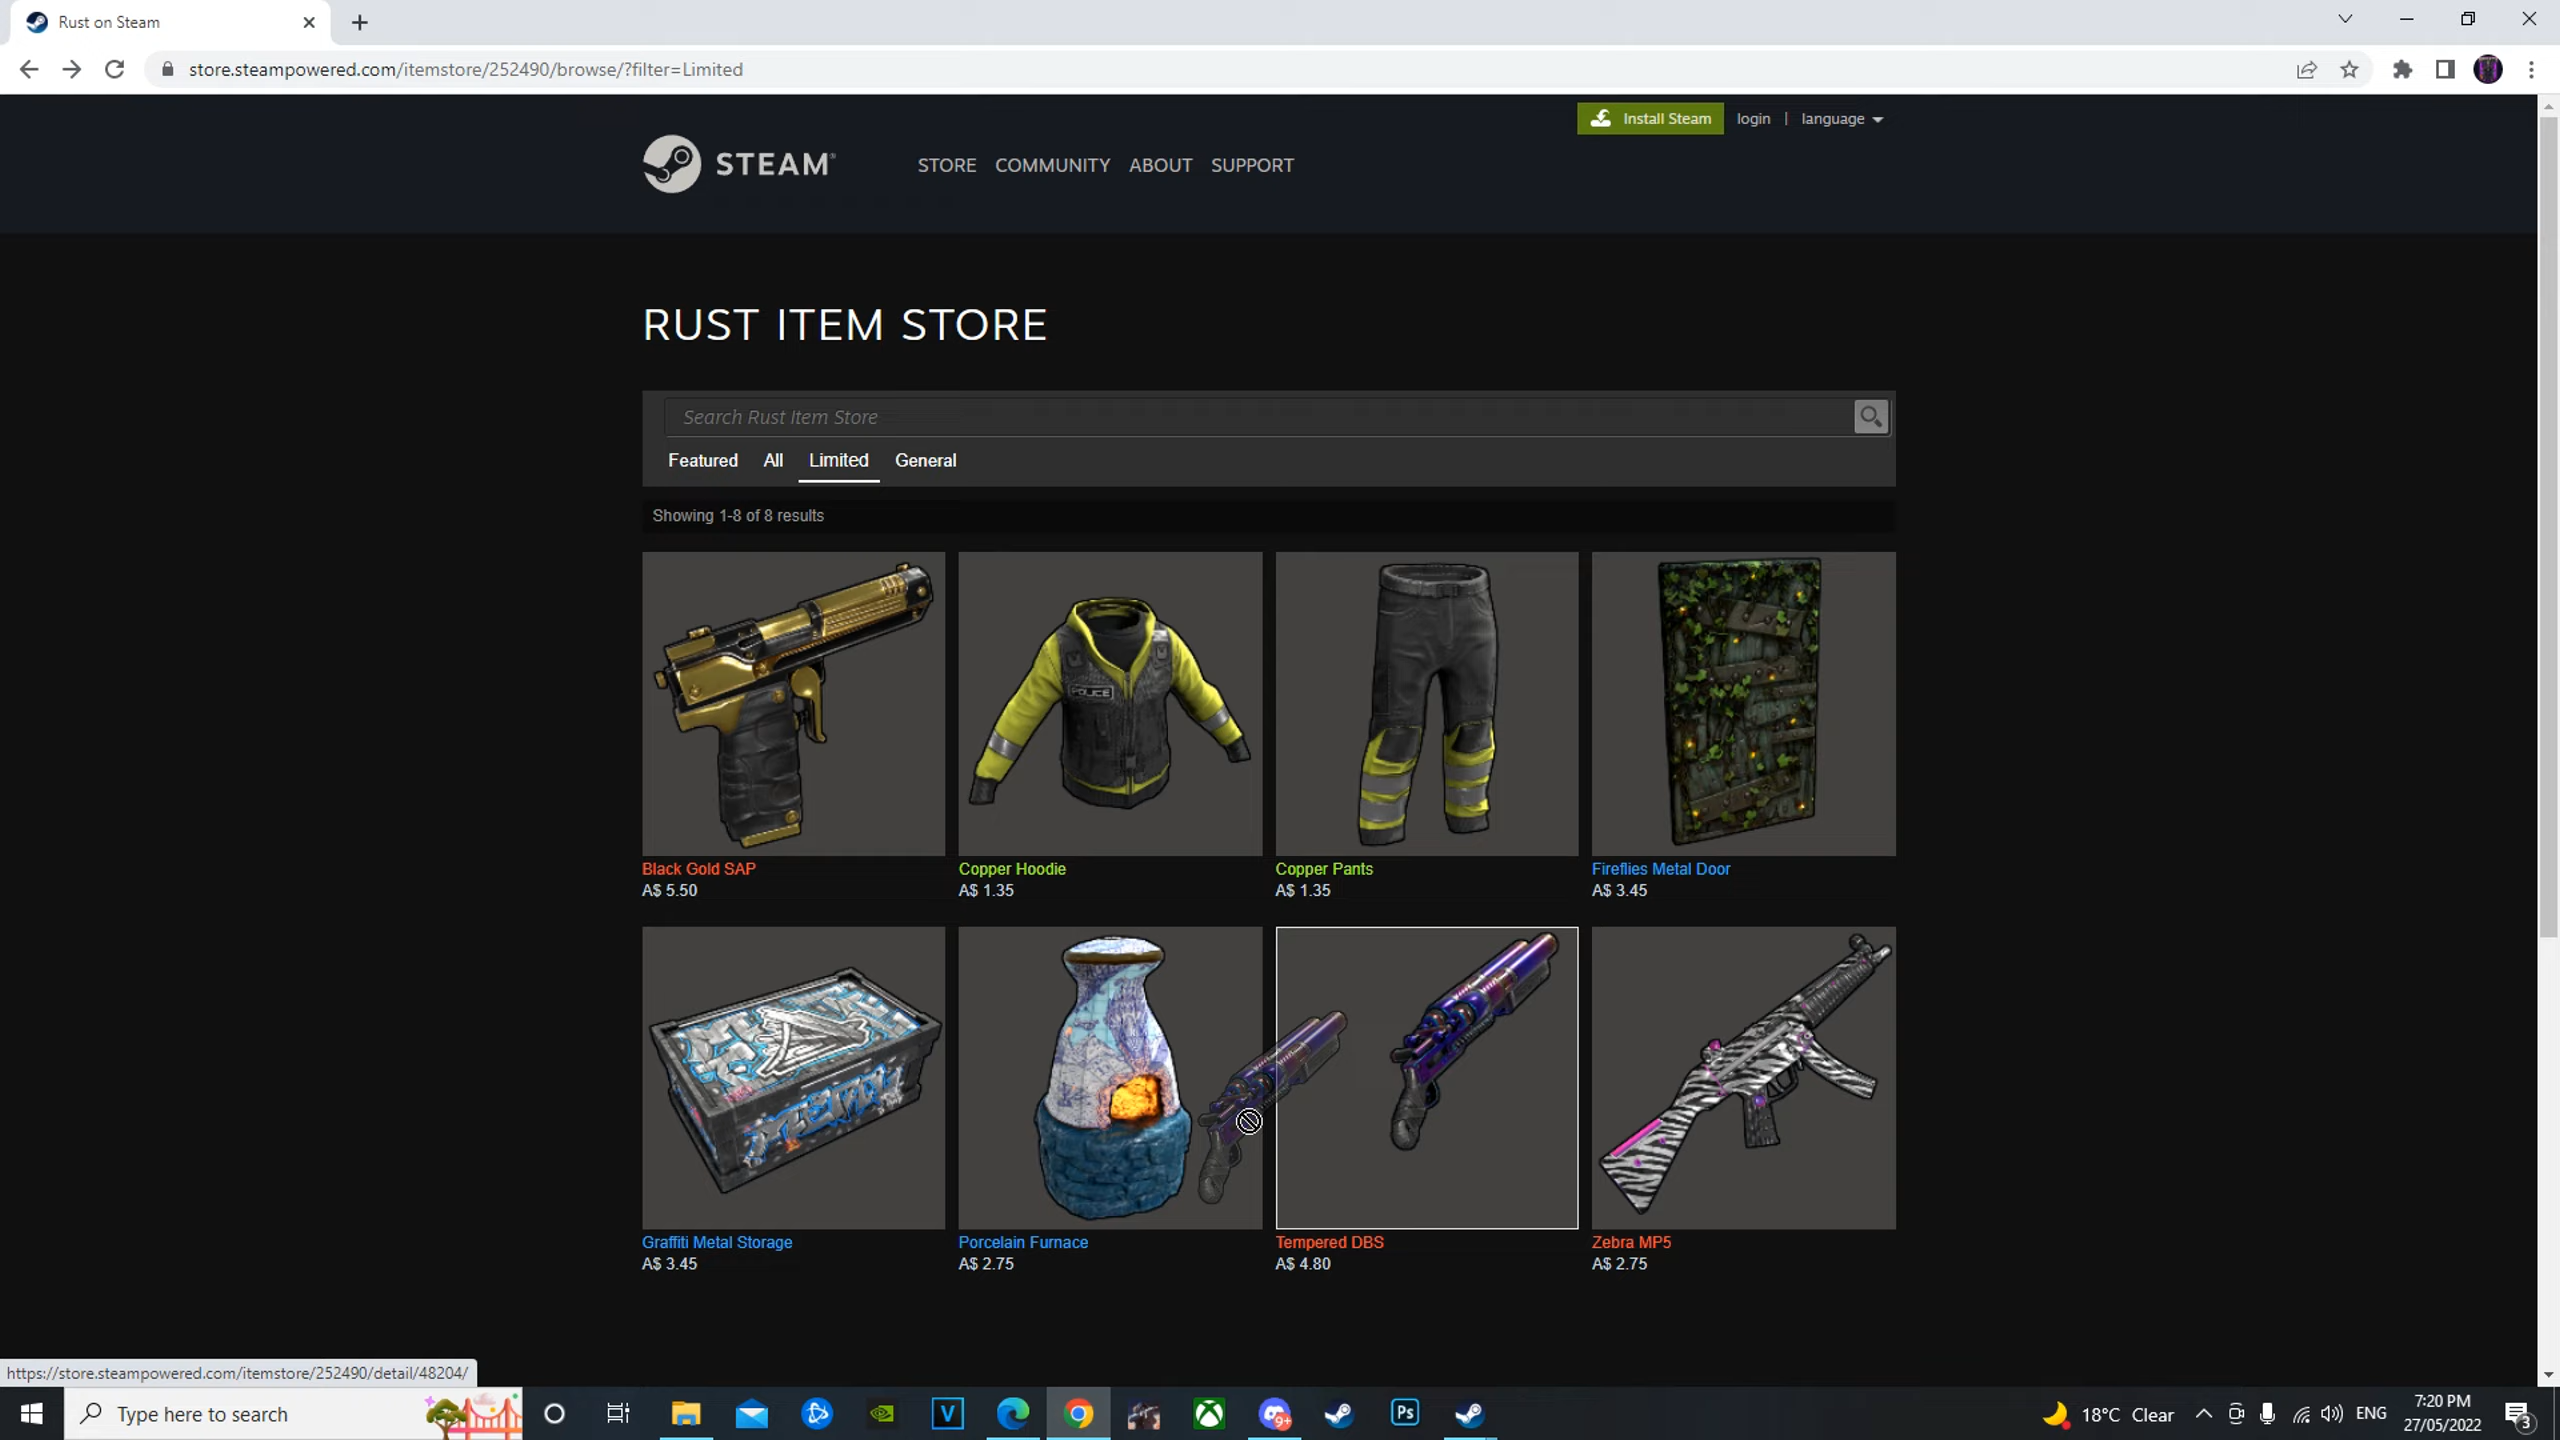 Rust on Steam
store.steampowered.com/itemstore/252490/browse/?filter=Limited
Install Steam login | language
STEAM® STORE COMMUNITY ABOUT SUPPORT
RUST ITEM STORE
Search Rust Item Store
Featured All Limited General
Showing 1-8 of 8 results
POLICE
Black Gold SAP Copper Hoodie Copper Pants Fireflies Metal Door
A$ 5.50 A$ 1.35 A$ 1.35 A$ 3.45
Graffiti Metal Storage Porcelain Furnace Tempered DBS Zebra MP5
A$ 3.45 A$ 2.75 A$ 4.80 A$ 2.75
https://store.steampowered.com/itemstore/252490/detail/48204/
Type here to search
V
9+
Ps
18°C Clear
ENG
7:20 PM
27/05/2022
3